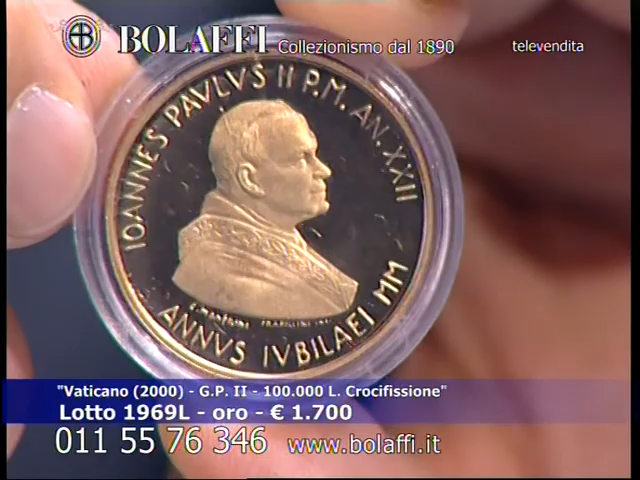 BOLAFFI Collezionismo dal 1890 televendita
IOANNES PAVLVS II P.M. AN. XXII
ANNVS IVBILAEI MM
"Vaticano (2000) - G.P. II - 100.000 L. Crocifissione"
Lotto 1969L - oro - € 1.700
011 55 76 346 www.bolaffi.it